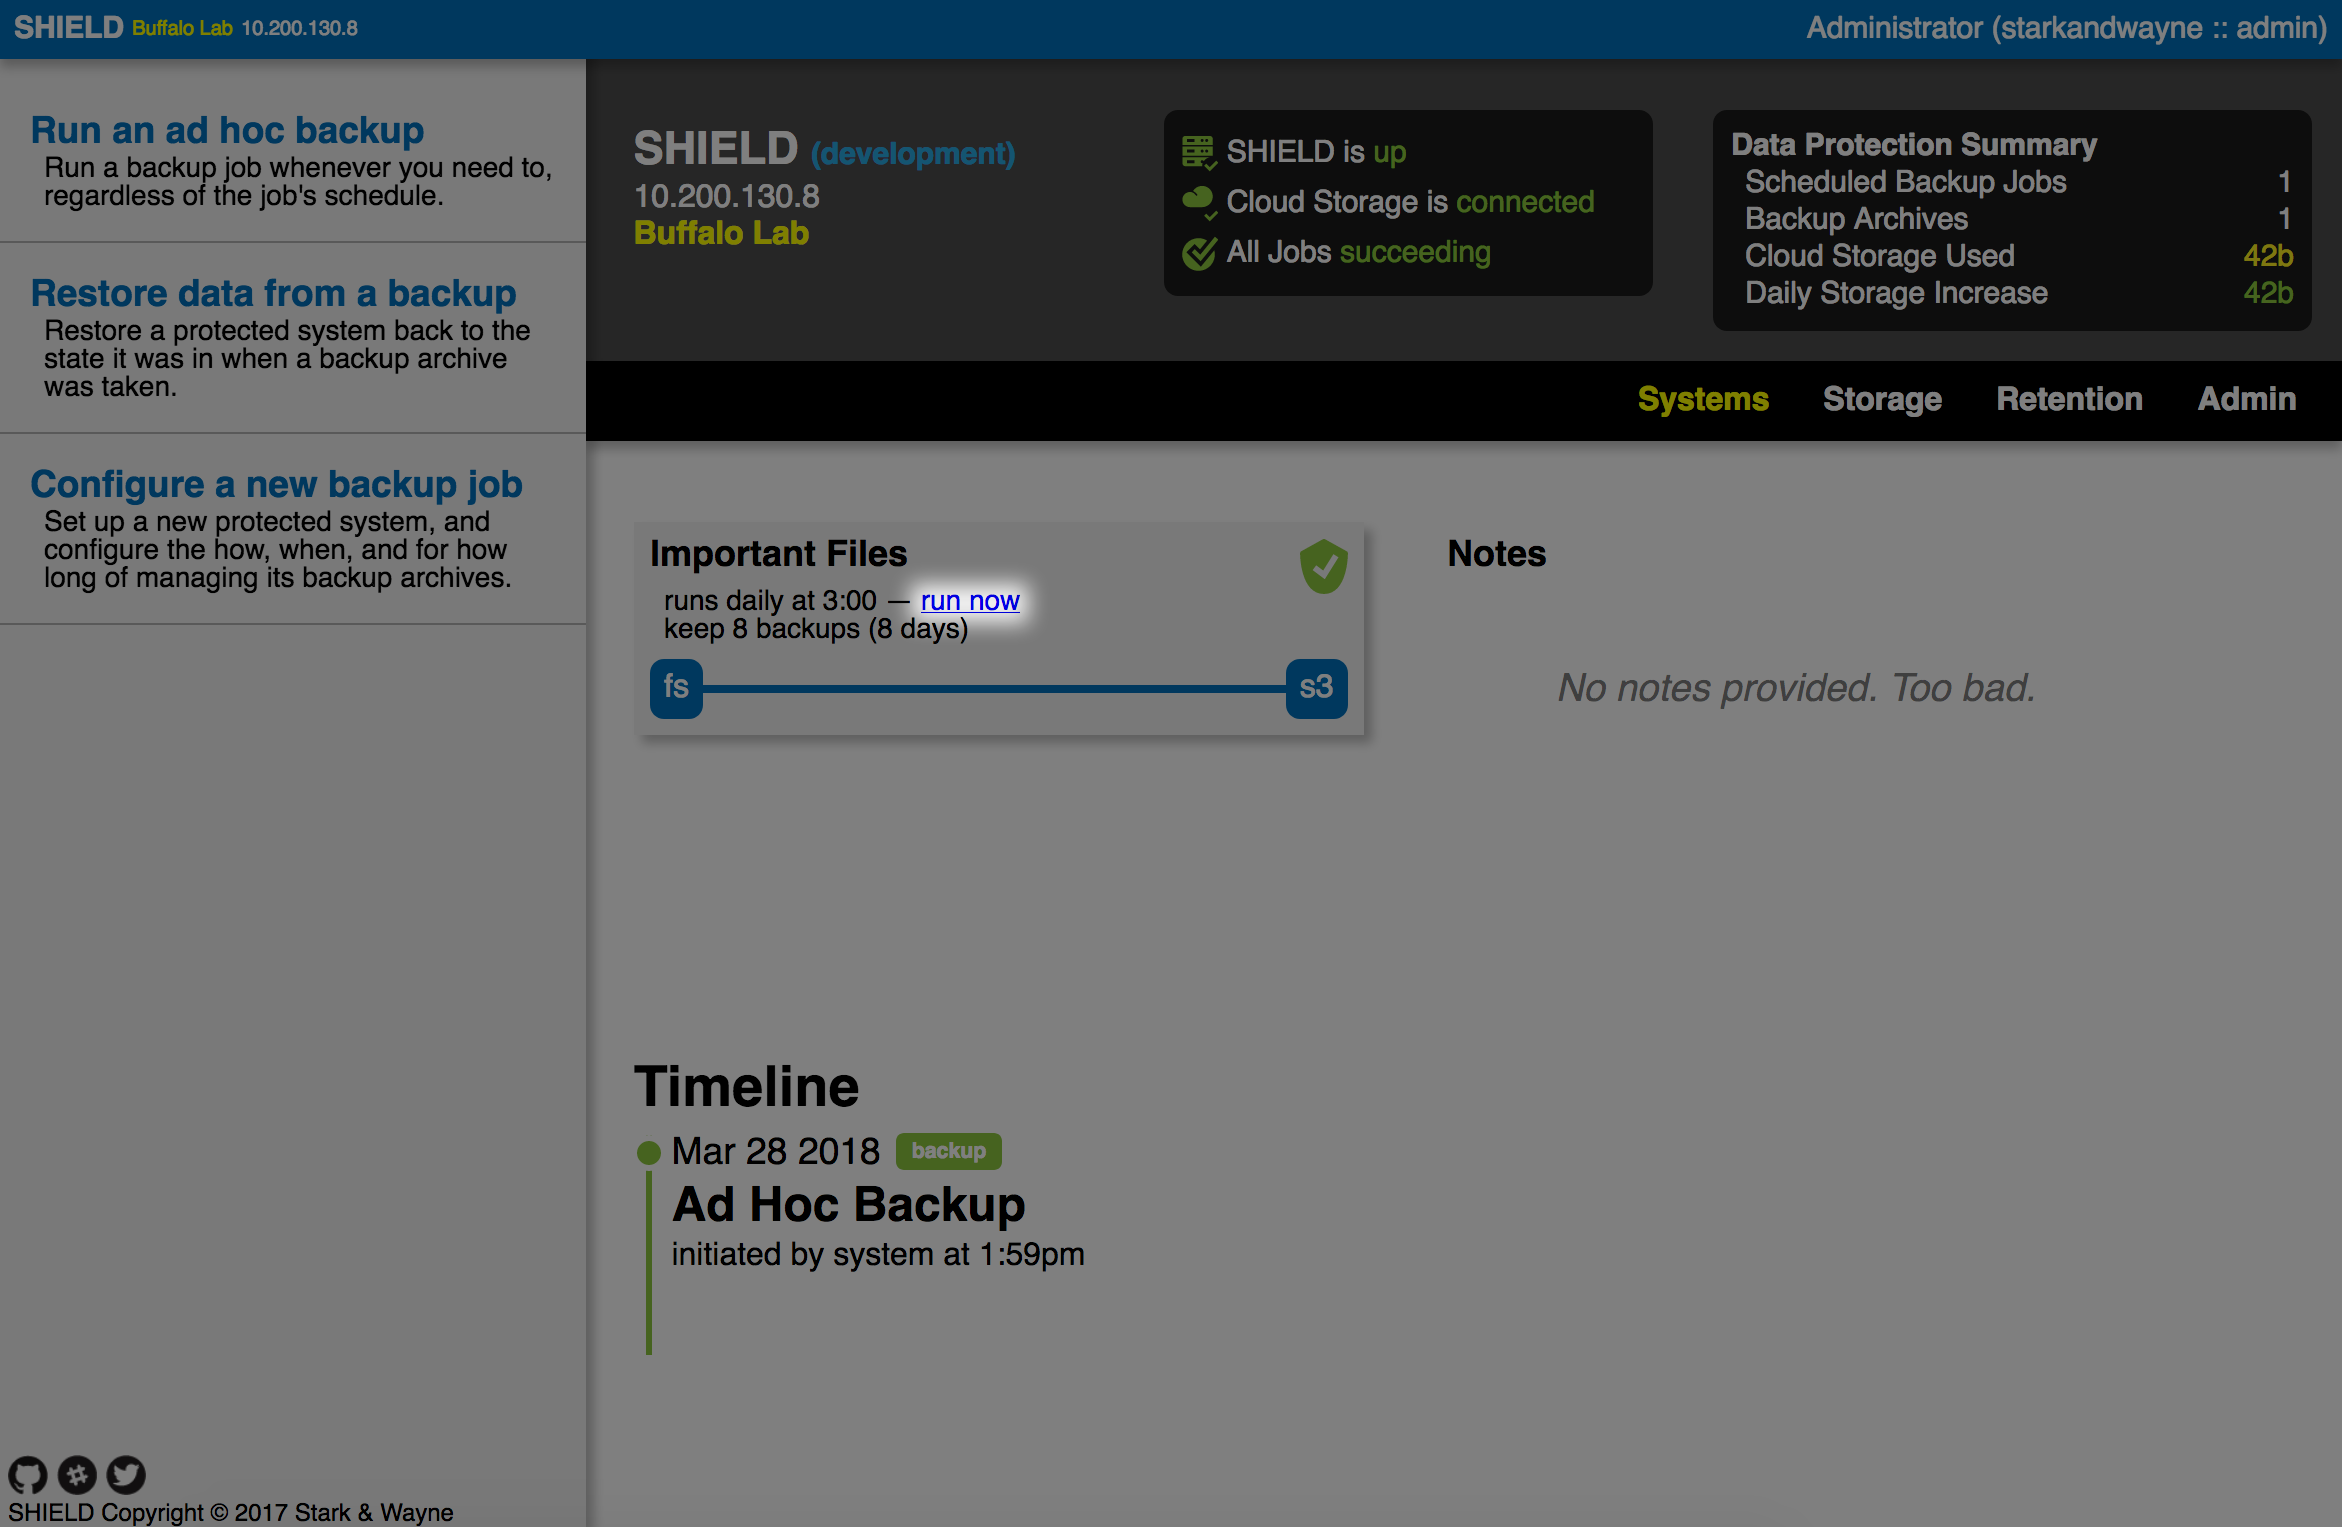 SHIELD Buffalo Lab 10.200.130.8
Administrator (starkandwayne :: admin)
Run an ad hoc backup
Run a backup job whenever you need to,
regardless of the job's schedule.
Restore data from a backup
Restore a protected system back to the
state it was in when a backup archive
was taken.
Configure a new backup job
Set up a new protected system, and
configure the how, when, and for how
long of managing its backup archives.
SHIELD (development)
10.200.130.8
Buffalo Lab
SHIELD is up
Cloud Storage is connected
All Jobs succeeding
Data Protection Summary
Scheduled Backup Jobs 1
Backup Archives 1
Cloud Storage Used 42b
Daily Storage Increase 42b
Systems Storage Retention Admin
Important Files
runs daily at 3:00 — run now
keep 8 backups (8 days)
fs s3
Notes
No notes provided. Too bad.
Timeline
Mar 28 2018 backup
Ad Hoc Backup
initiated by system at 1:59pm
SHIELD Copyright © 2017 Stark & Wayne